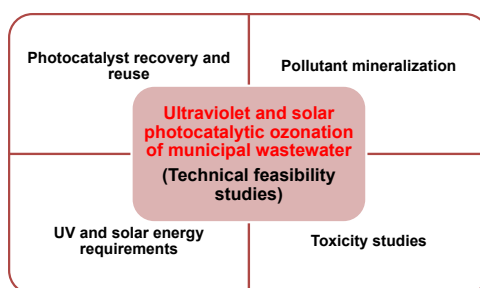 Photocatalyst recovery and
reuse
Pollutant mineralization
Ultraviolet and solar
photocatalytic ozonation
of municipal wastewater
(Technical feasibility
studies)
UV and solar energy
requirements
Toxicity studies